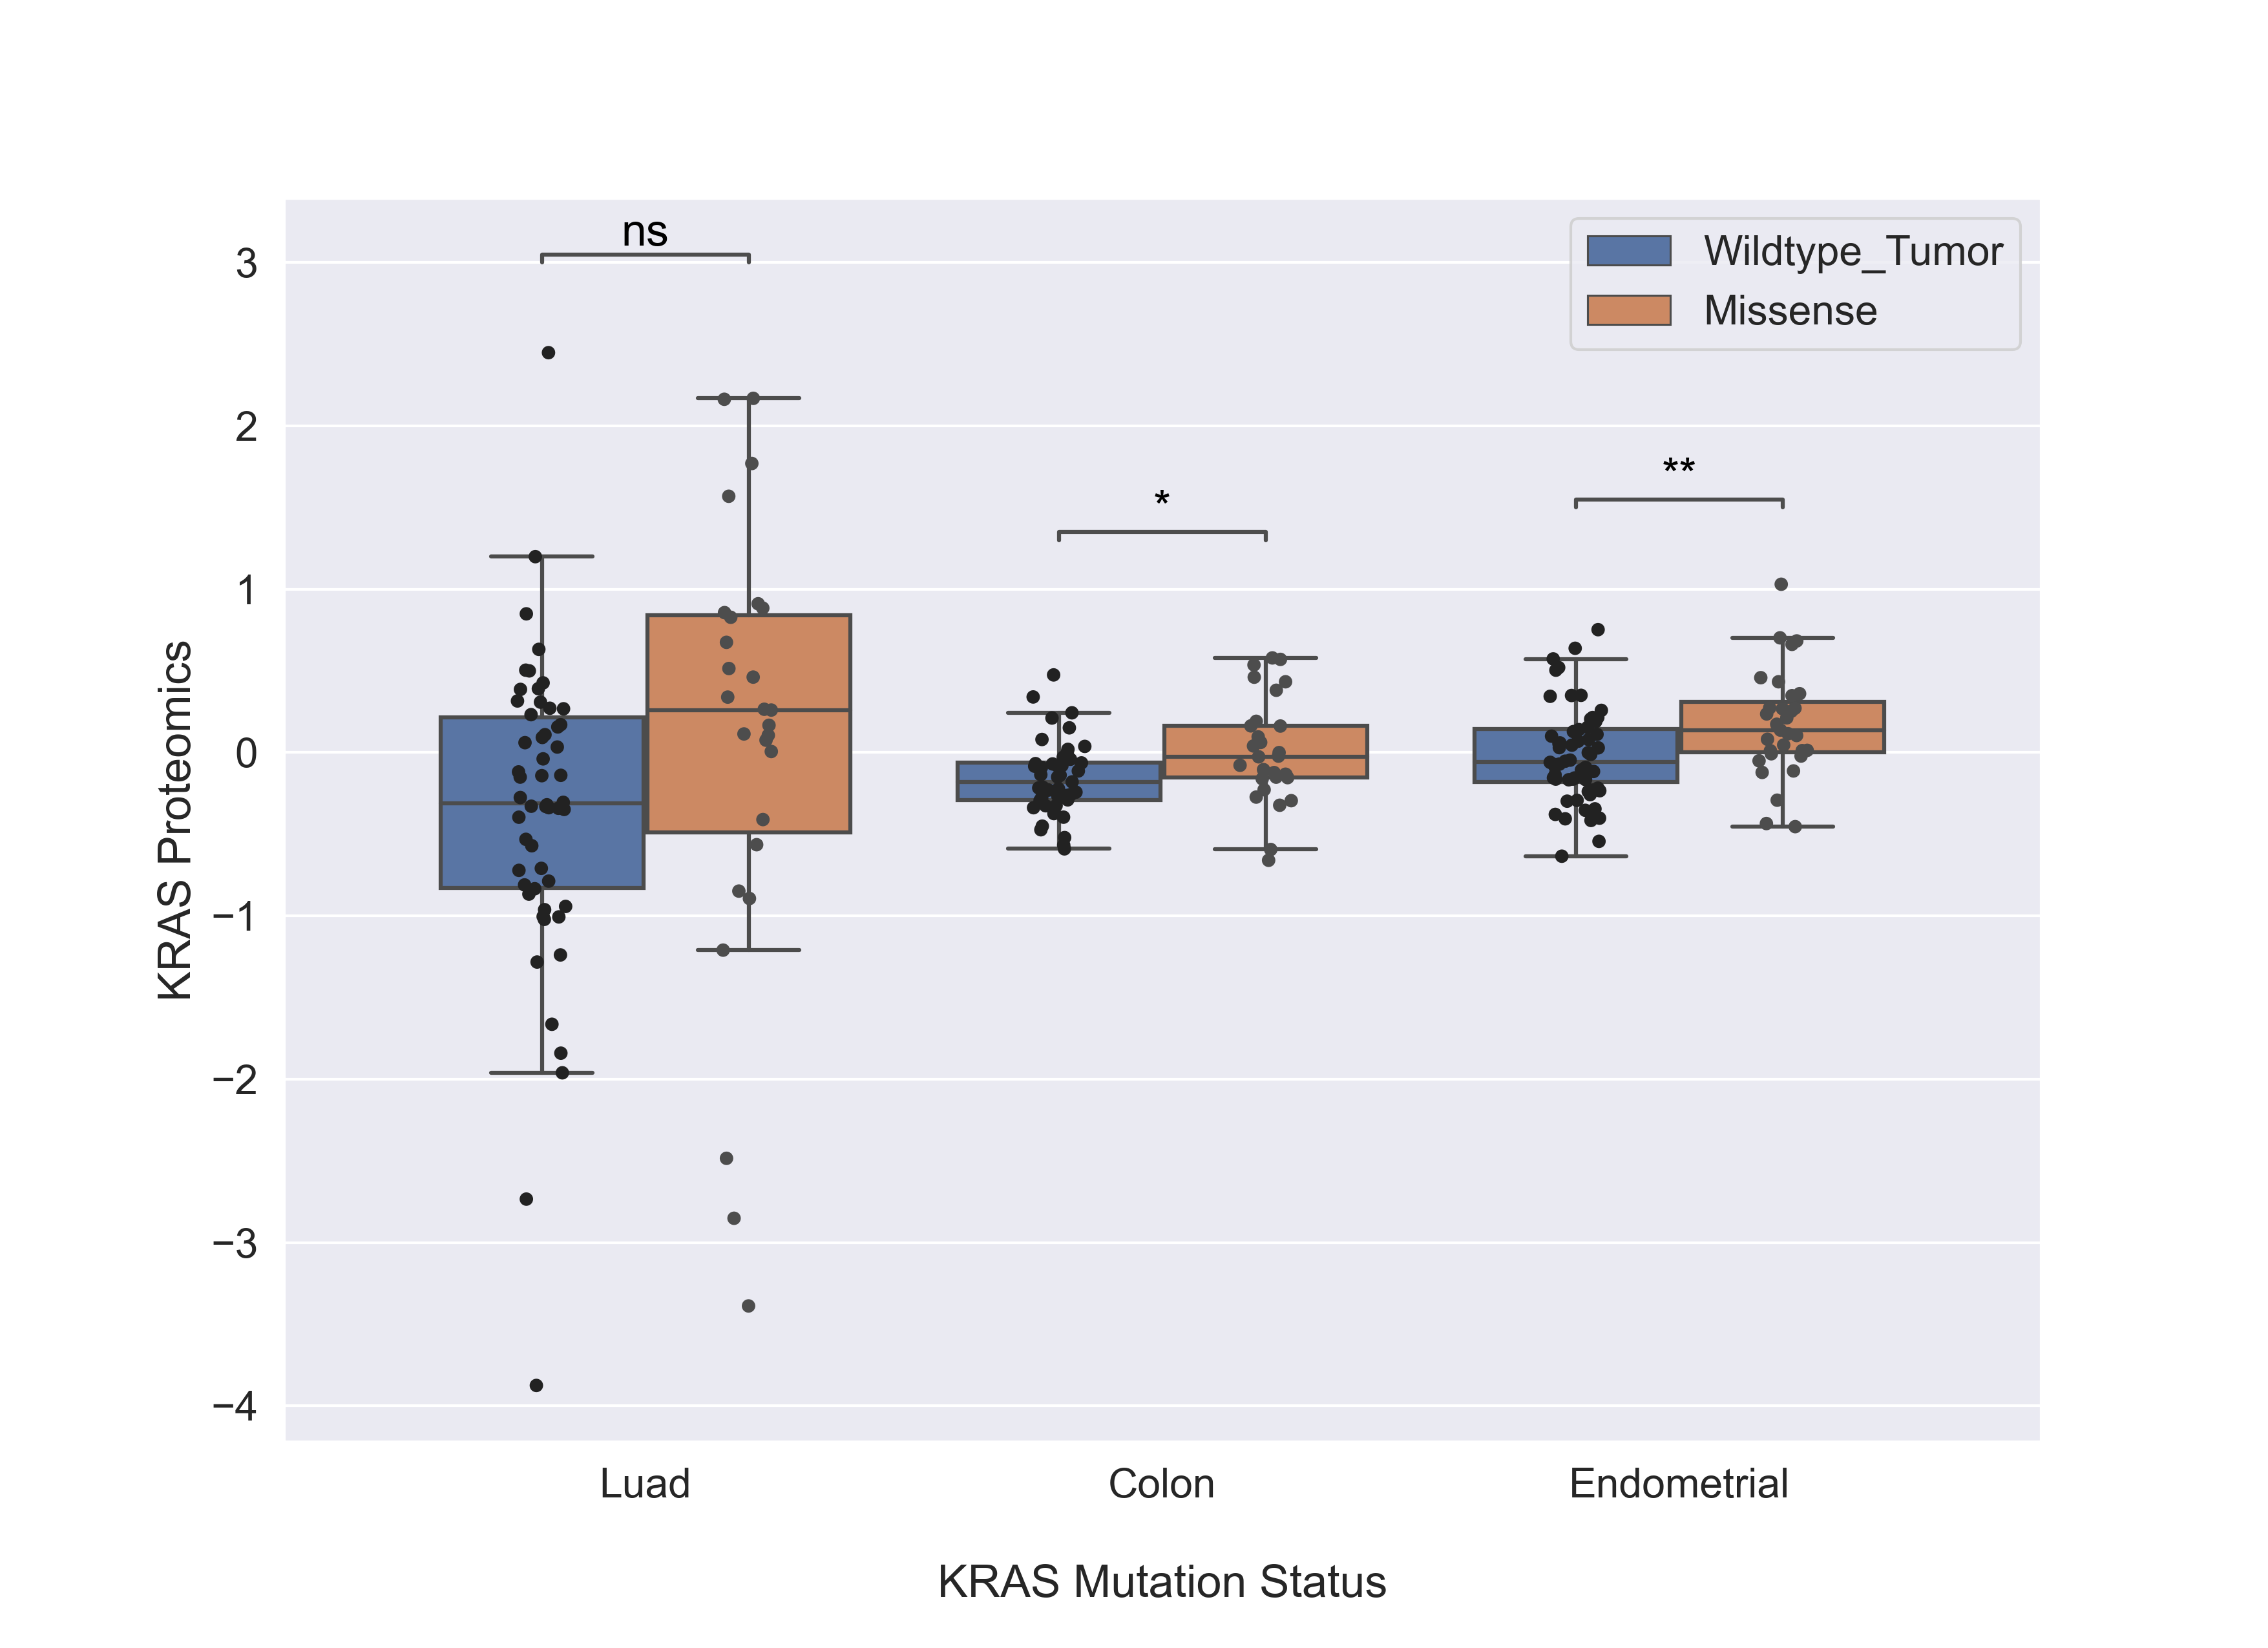 ns
Wildtype_Tumor
Missense
*
**
3
2
1
0
−1
−2
−3
−4
KRAS Proteomics
Luad
Colon
Endometrial
KRAS Mutation Status